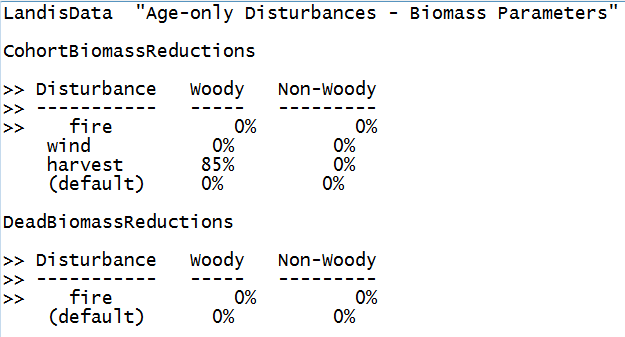 LandisData  "Age-only Disturbances - Biomass Parameters"
CohortBiomassReductions
>> Disturbance   Woody   Non-Woody
>> -----------   -----   ---------
>>    fire           0%         0%
    wind           0%         0%
    harvest       85%         0%
    (default)     0%         0%
DeadBiomassReductions
>> Disturbance   Woody   Non-Woody
>> -----------   -----   ---------
>>    fire           0%         0%
    (default)      0%         0%